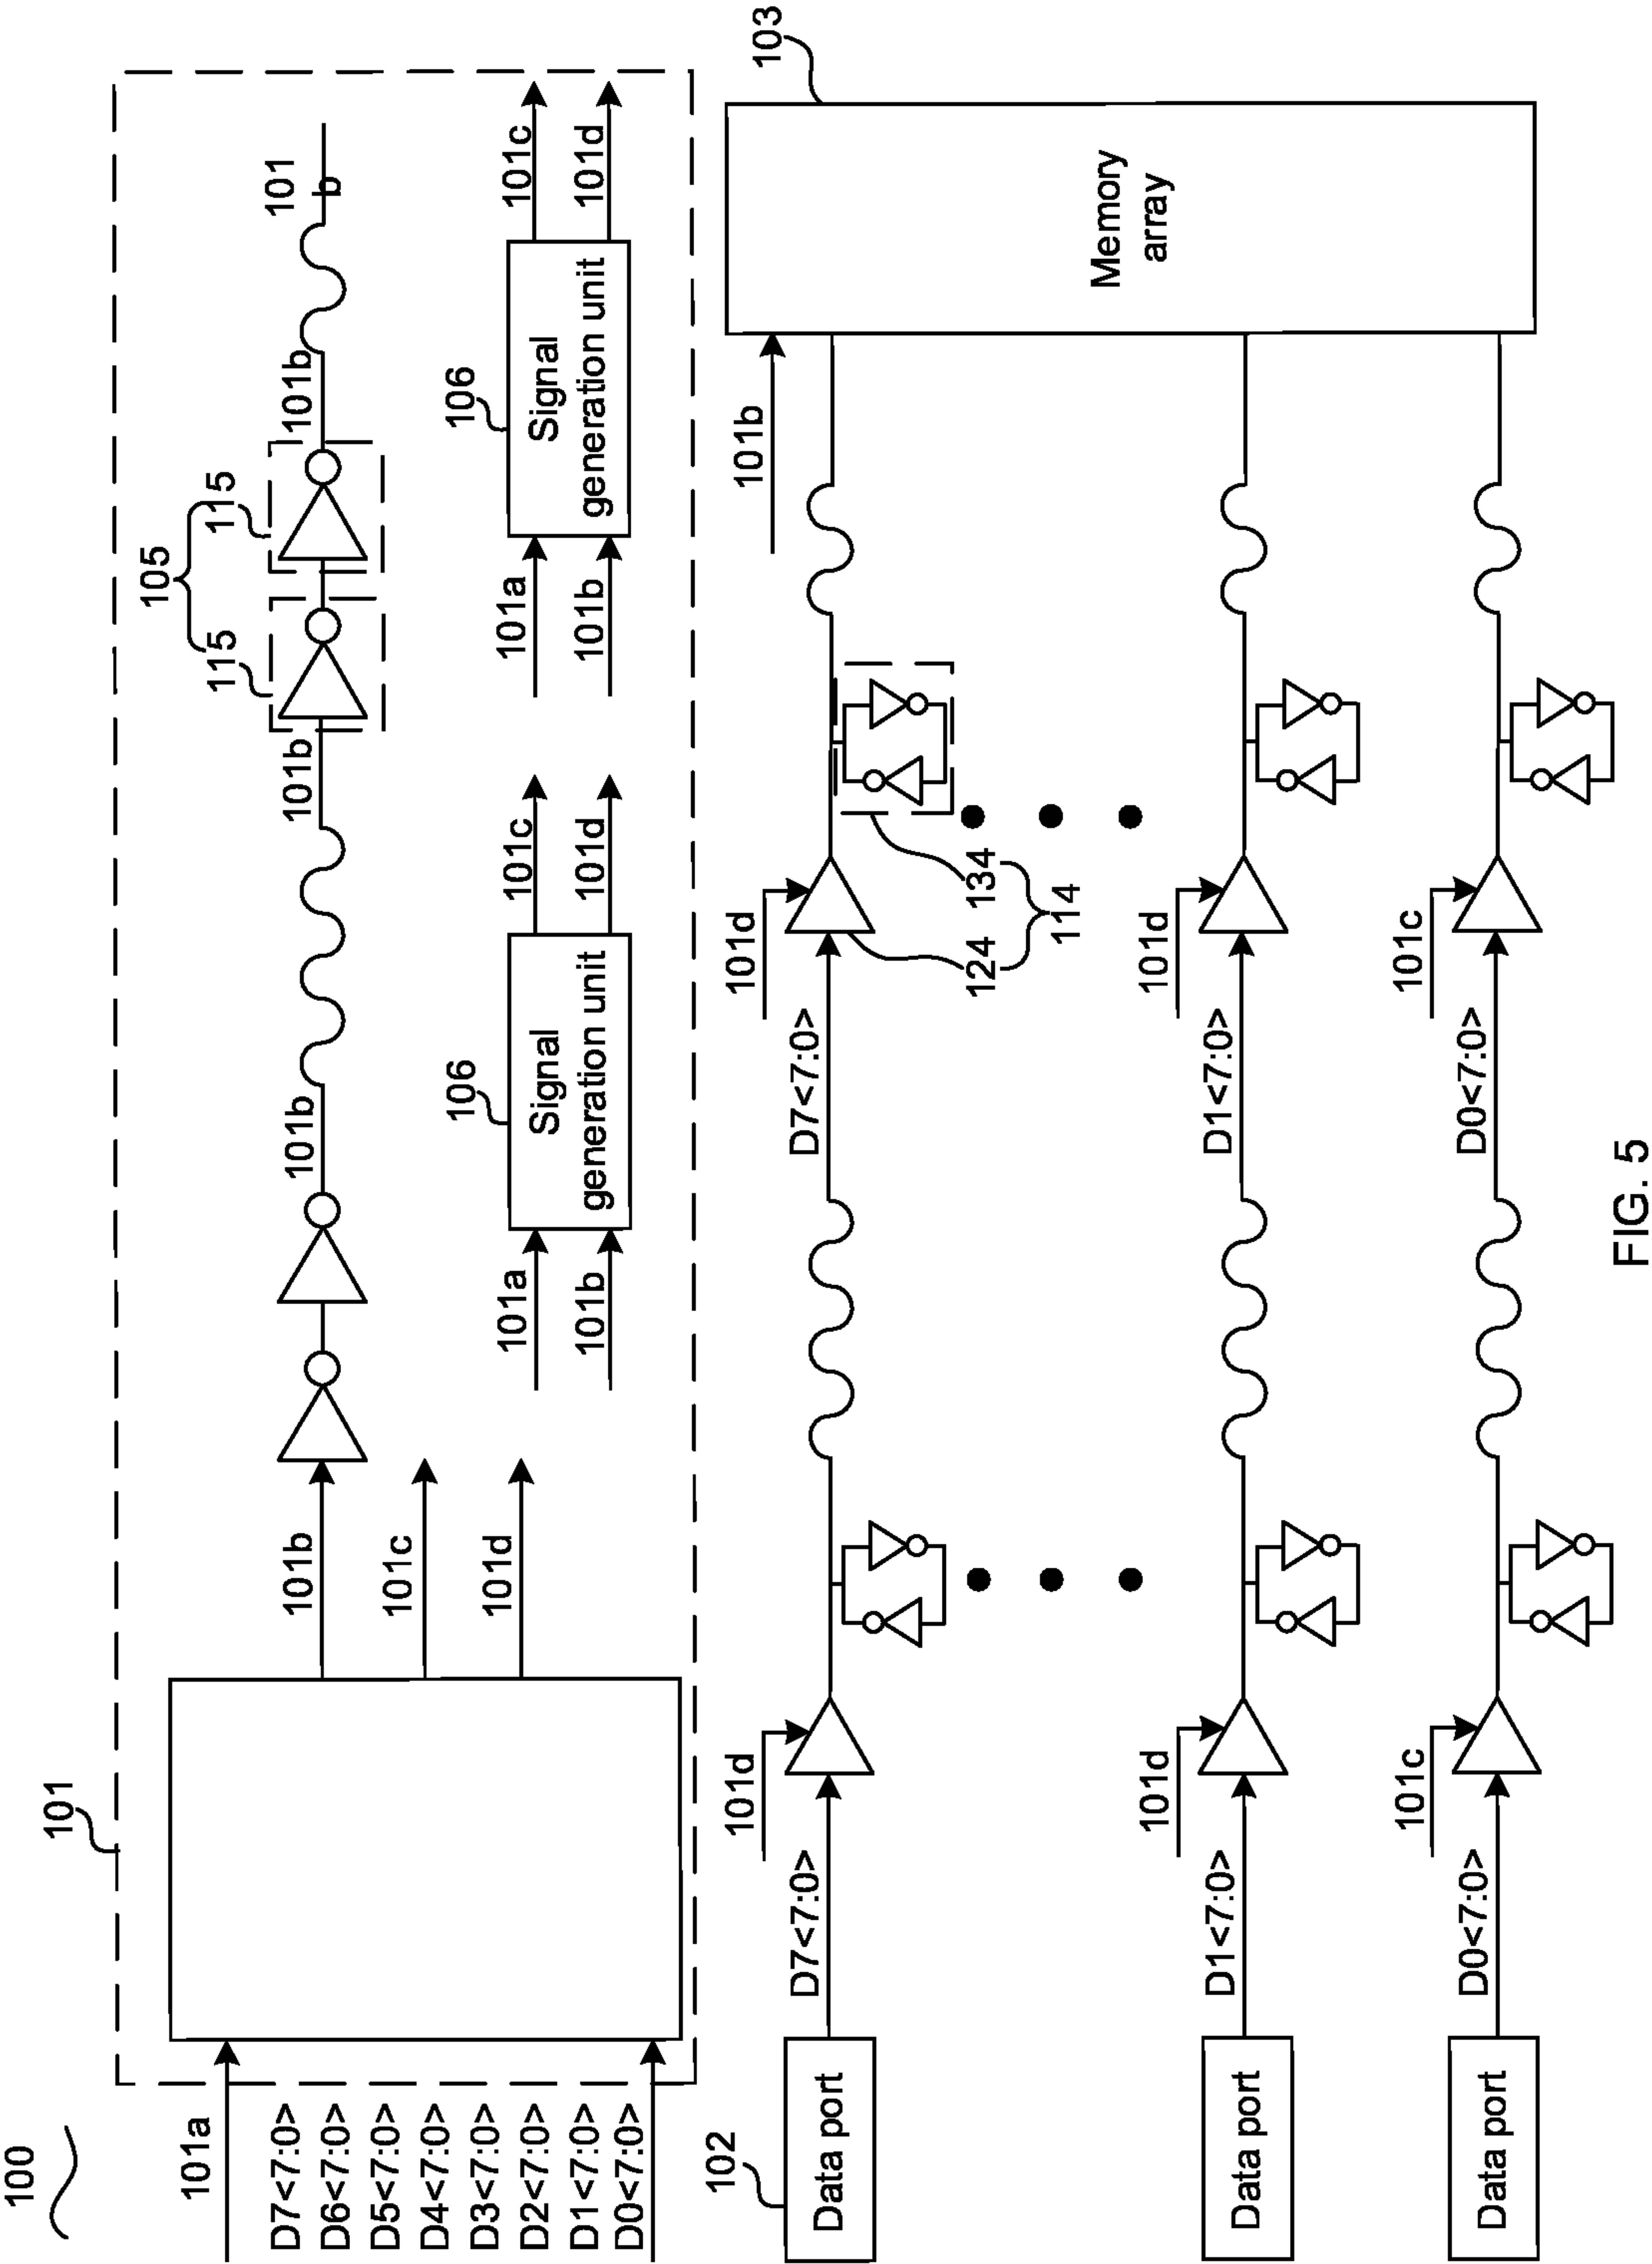 100
101
101a
D7<7:0>
D6<7:0>
D5<7:0>
D4<7:0>
D3<7:0>
D2<7:0>
D1<7:0>
D0<7:0>
101b
101c
101d
101b
101b
105
115
115
101b
101
b
106
Signal
generation unit
101a
101b
101c
101d
106
Signal
generation unit
101a
101b
101c
101d
102
Data port
D7<7:0>
101d
D7<7:0>
101d
124
134
114
101b
103
Memory
array
Data port
D1<7:0>
101d
D1<7:0>
101d
Data port
D0<7:0>
101c
D0<7:0>
101c
FIG. 5